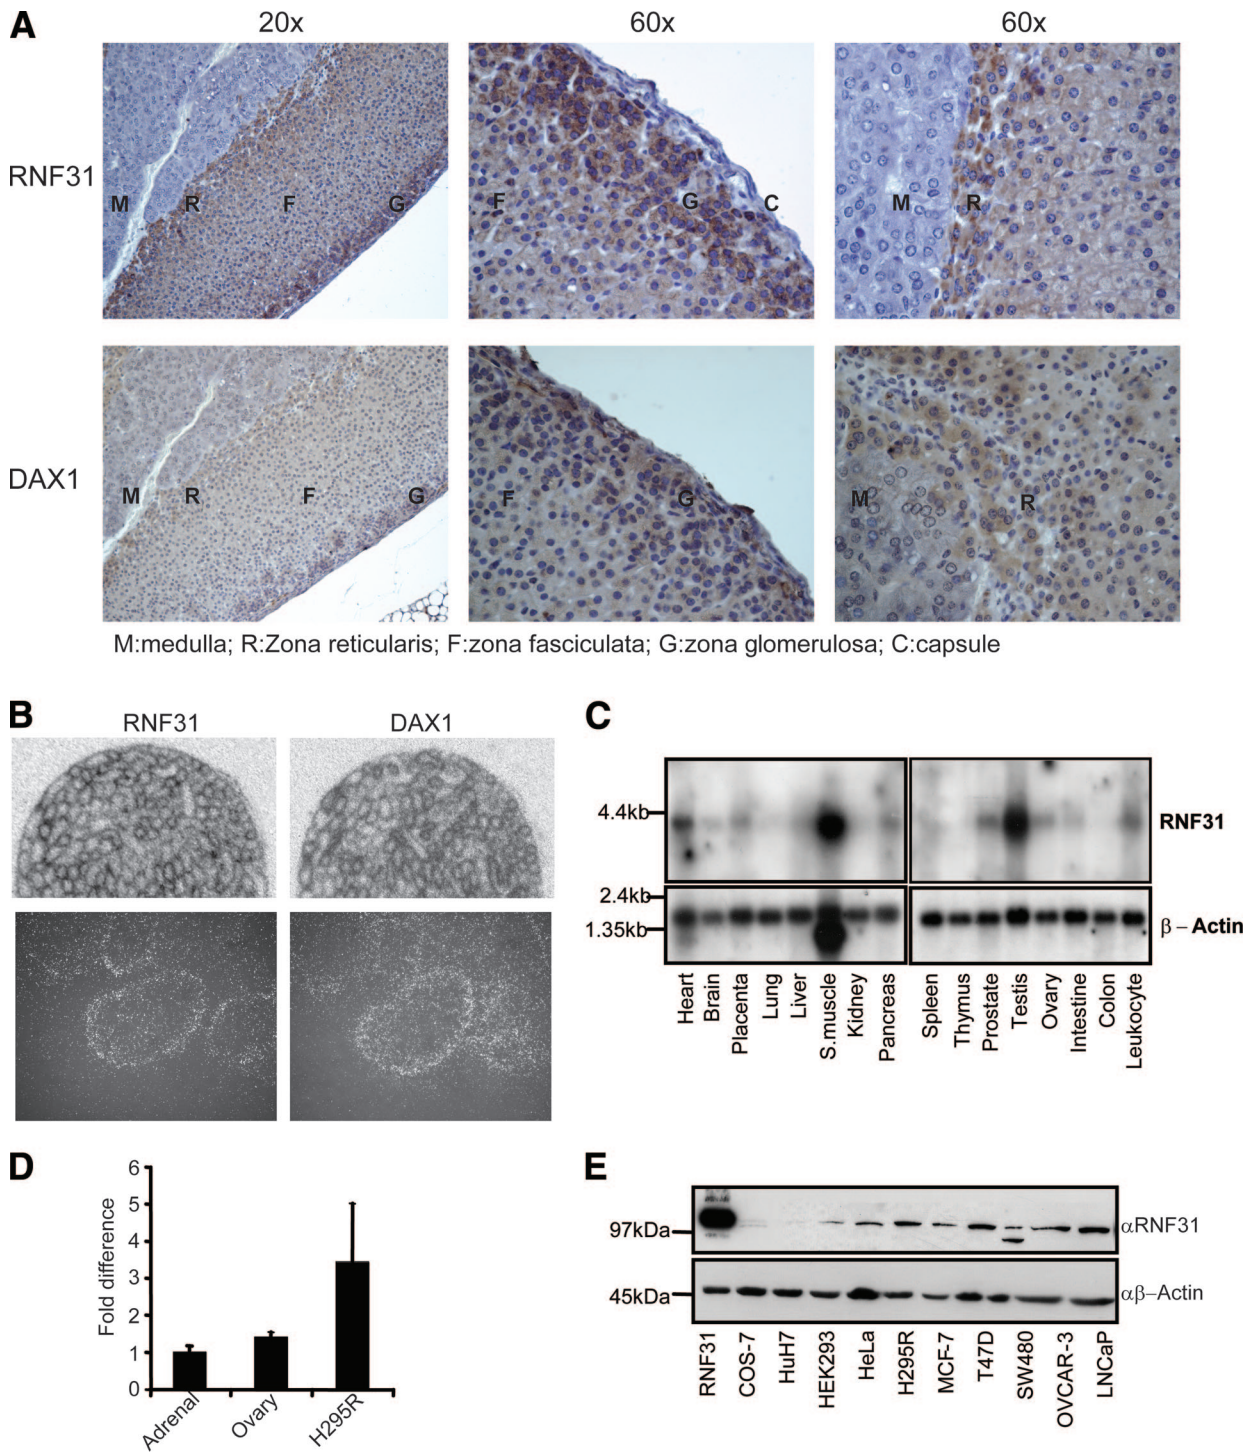 A
20x
60x
60x
RNF31
M
R
F
G
F
G
C
M
R
DAX1
M
R
F
G
F
G
M
R
M:medulla; R:Zona reticularis; F:zona fasciculata; G:zona glomerulosa; C:capsule
B
RNF31
DAX1
C
4.4kb
RNF31
2.4kb
1.35kb
β – Actin
Heart
Brain
Placenta
Lung
Liver
S.muscle
Kidney
Pancreas
Spleen
Thymus
Prostate
Testis
Ovary
Intestine
Colon
Leukocyte
D
Fold difference
6
5
4
3
2
1
0
Adrenal
Ovary
H295R
E
97kDa
αRNF31
45kDa
αβ–Actin
RNF31
COS-7
HuH7
HEK293
HeLa
H295R
MCF-7
T47D
SW480
OVCAR-3
LNCaP